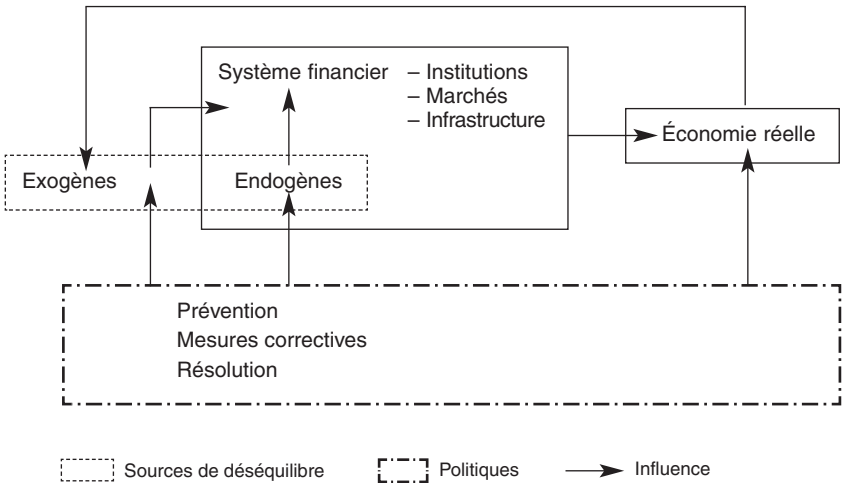 Système financier – Institutions
– Marchés
– Infrastructure
Économie réelle
Exogènes
Endogènes
Prévention
Mesures correctives
Résolution
Sources de déséquilibre
Politiques
Influence